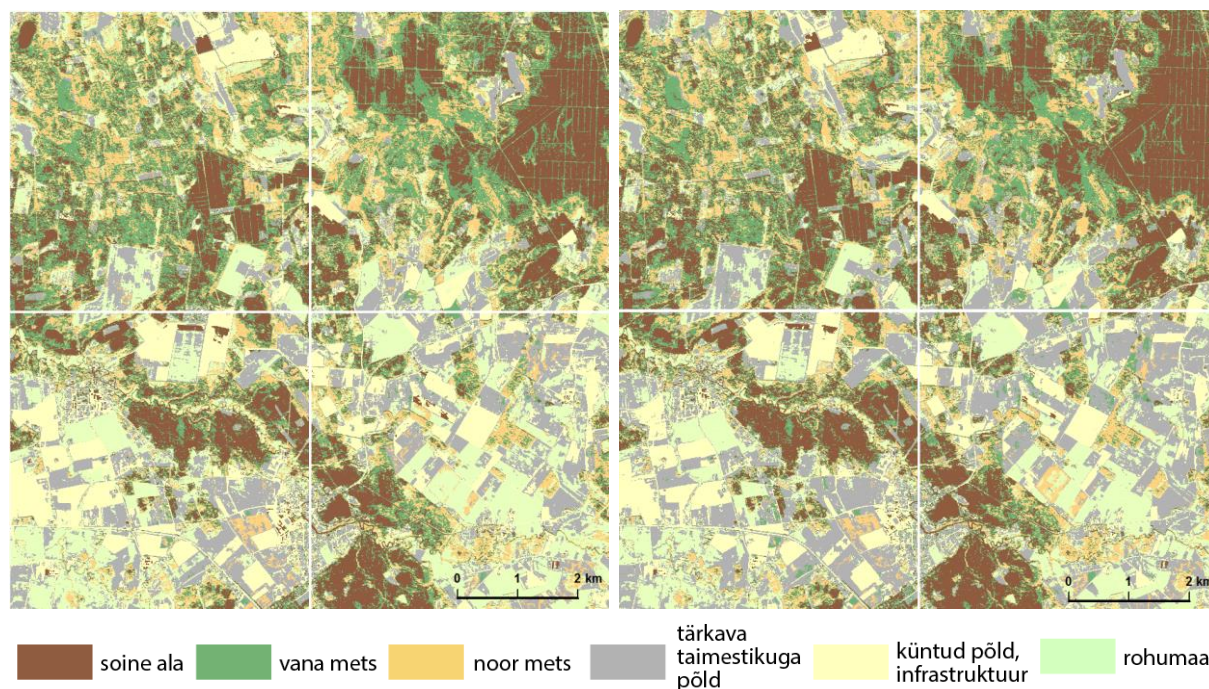 0 1 2 km
0 1 2 km
soine ala
vana mets
noor mets
tärkava
taimestikuga
põld
küntud põld,
infrastruktuur
rohumaa